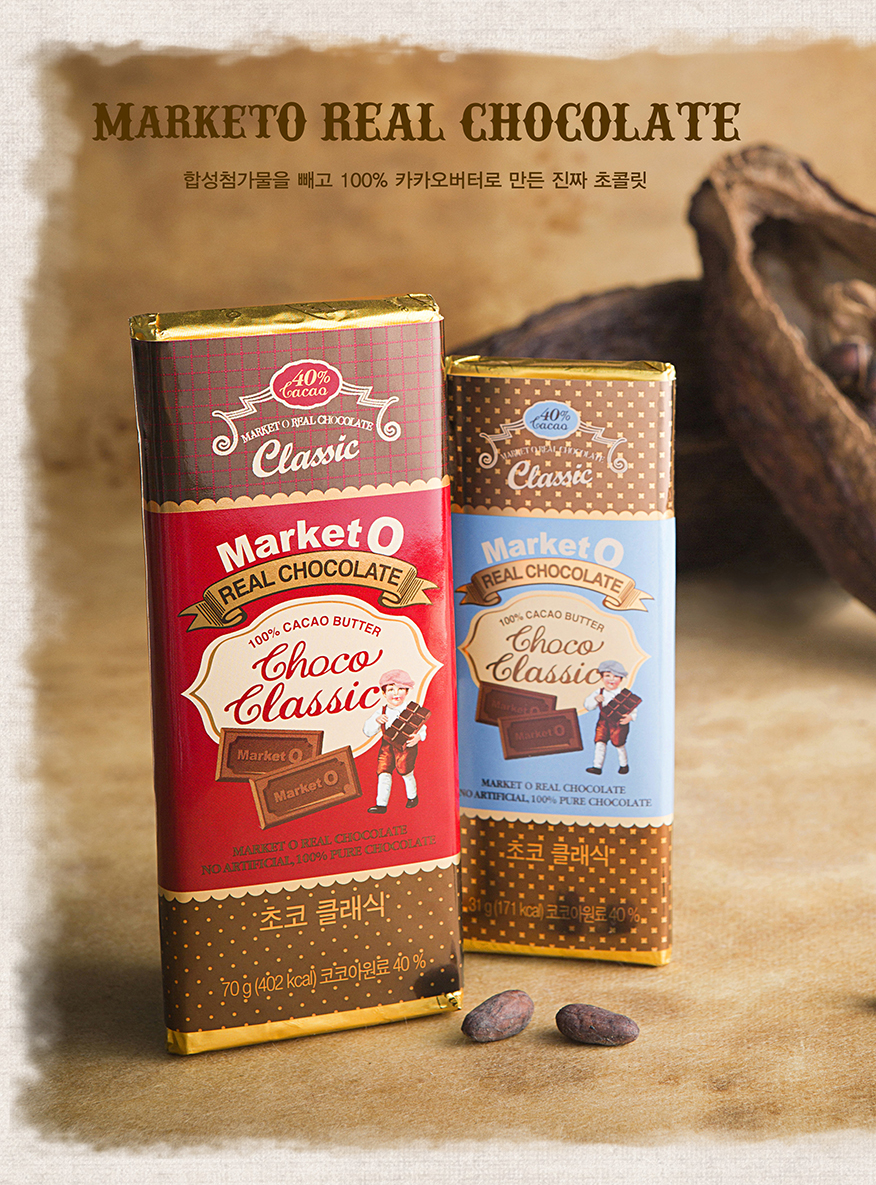 MARKETO REAL CHOCOLATE
합성첨가물을 빼고 100% 카카오버터로 만든 진짜 초콜릿
40%
Cacao
MARKET O REAL CHOCOLATE
Classic
Market O
REAL CHOCOLATE
100% CACAO BUTTER
Choco
Classic
Market O
Market O
MARKET O REAL CHOCOLATE
NO ARTIFICIAL, 100% PURE CHOCOLATE
초코 클래식
70 g (402 kcal) 코코아원료 40 %
40%
Cacao
MARKET O REAL CHOCOLATE
Classic
Market O
REAL CHOCOLATE
100% CACAO BUTTER
Choco
Classic
Market O
Market O
MARKET O REAL CHOCOLATE
NO ARTIFICIAL, 100% PURE CHOCOLATE
초코 클래식
31 g (171 kcal) 코코아원료 40 %